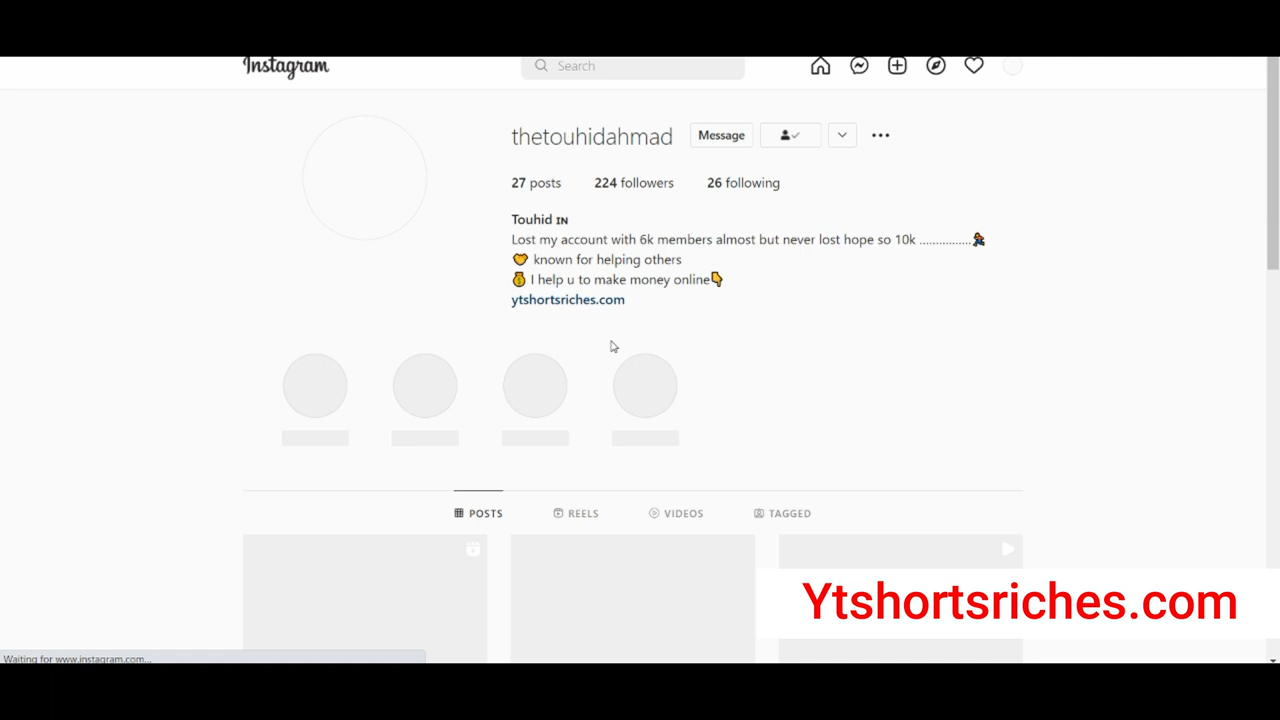 Instagram
Search
thetouhidahmad Message
27 posts 224 followers 26 following
Touhid ɪɴ
Lost my account with 6k members almost but never lost hope so 10k ...............🏃
🤝 known for helping others
💰 I help u to make money online👇
ytshortsriches.com
POSTS REELS VIDEOS TAGGED
Ytshortsriches.com
Waiting for www.instagram.com...